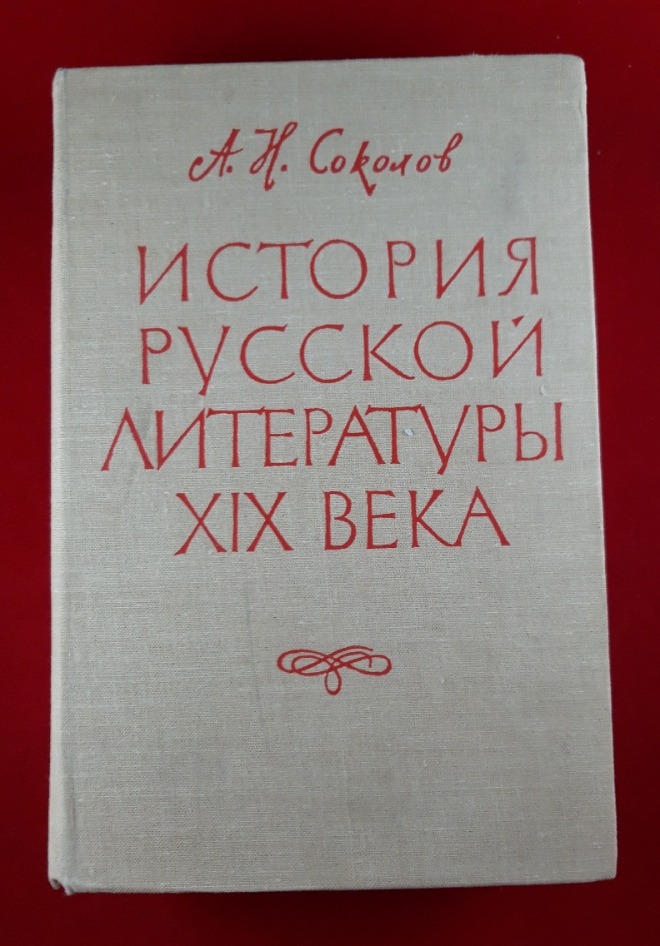 А. Н. Соколов
ИСТОРИЯ
РУССКОЙ
ЛИТЕРАТУРЫ
XIX ВЕКА